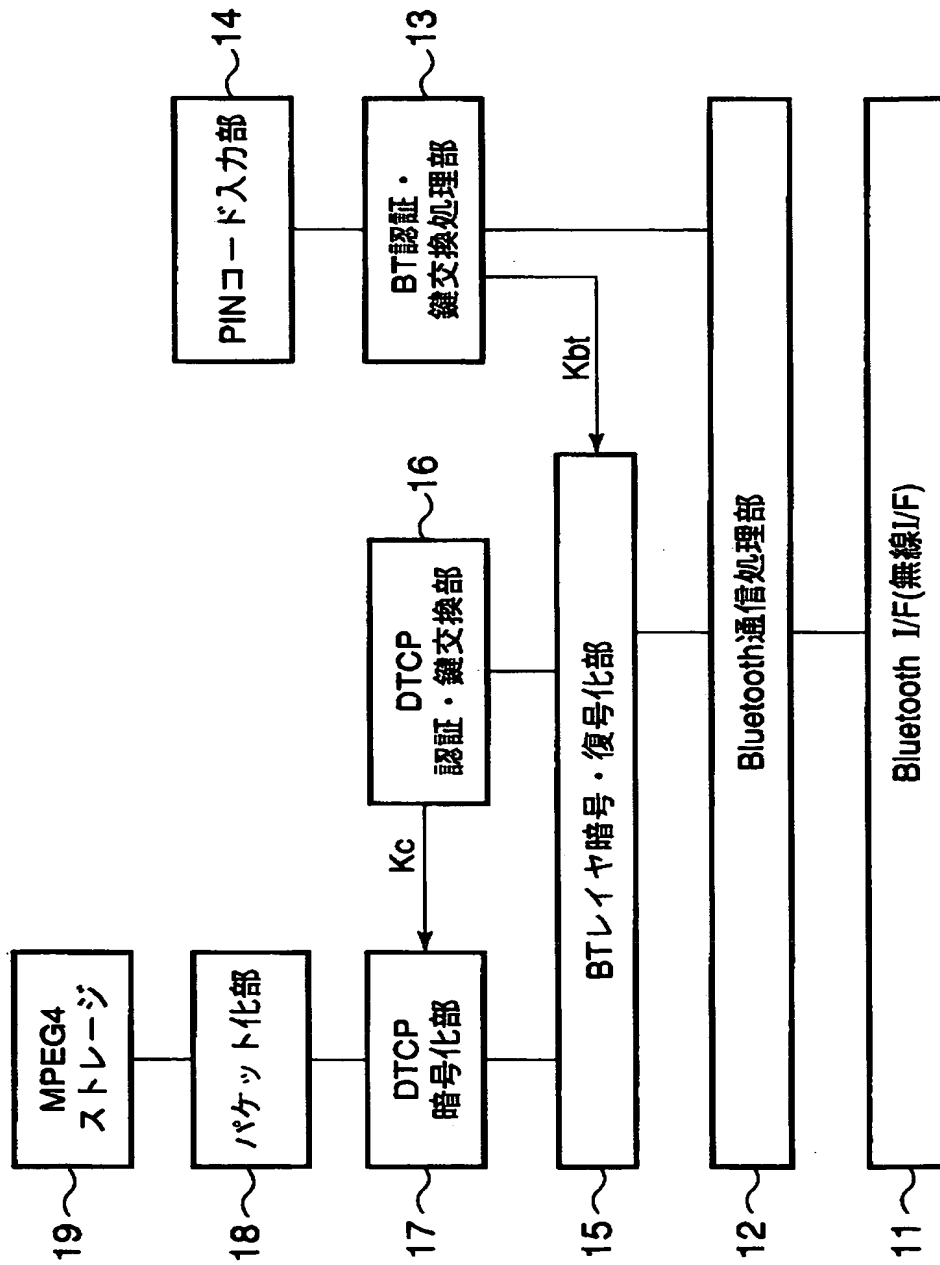 14
PINコード入力部
13
BT認証・
鍵交換処理部
Kbt
16
DTCP
認証・鍵交換部
Kc
19
MPEG4
ストレージ
18
パケット化部
17
DTCP
暗号化部
15
BTレイヤ暗号・復号化部
12
Bluetooth通信処理部
11
Bluetooth I/F(無線I/F)